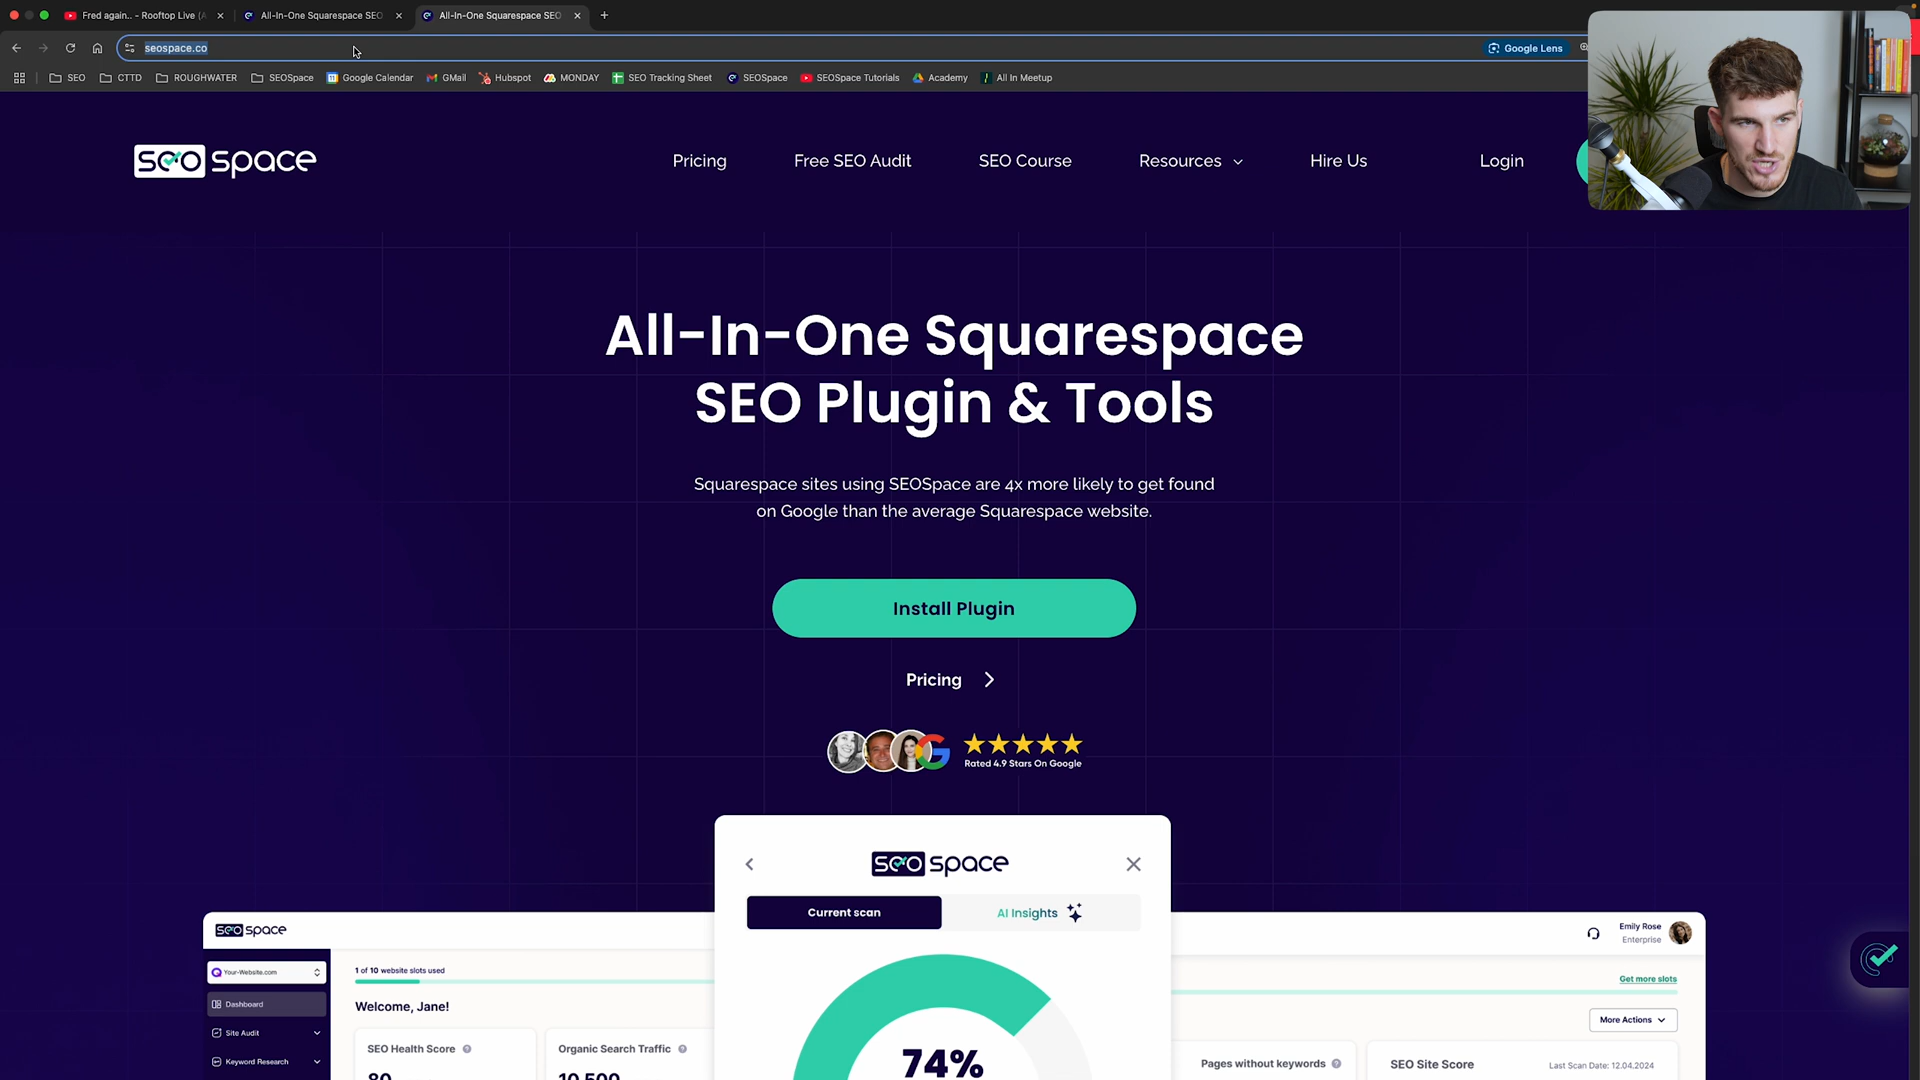 Fred again.. - Rooftop Live (A
All-In-One Squarespace SEO
All-In-One Squarespace SEO
seospace.co
Google Lens
SEO
CTTD
ROUGHWATER
SEOSpace
Google Calendar
GMail
Hubspot
MONDAY
SEO Tracking Sheet
SEOSpace
SEOSpace Tutorials
Academy
All In Meetup
seo space
Pricing
Free SEO Audit
SEO Course
Resources
Hire Us
Login
All-In-One Squarespace
SEO Plugin & Tools
Squarespace sites using SEOSpace are 4x more likely to get found
on Google than the average Squarespace website.
Install Plugin
Pricing
Rated 4.9 Stars On Google
seo space
Current scan
AI Insights
74%
seo space
Emily Rose
Enterprise
Your-Website.com
1 of 10 website slots used
Get more slots
Dashboard
Welcome, Jane!
More Actions
Site Audit
SEO Health Score
Organic Search Traffic
Pages without keywords
SEO Site Score
Last Scan Date: 12.04.2024
Keyword Research
80
10,500